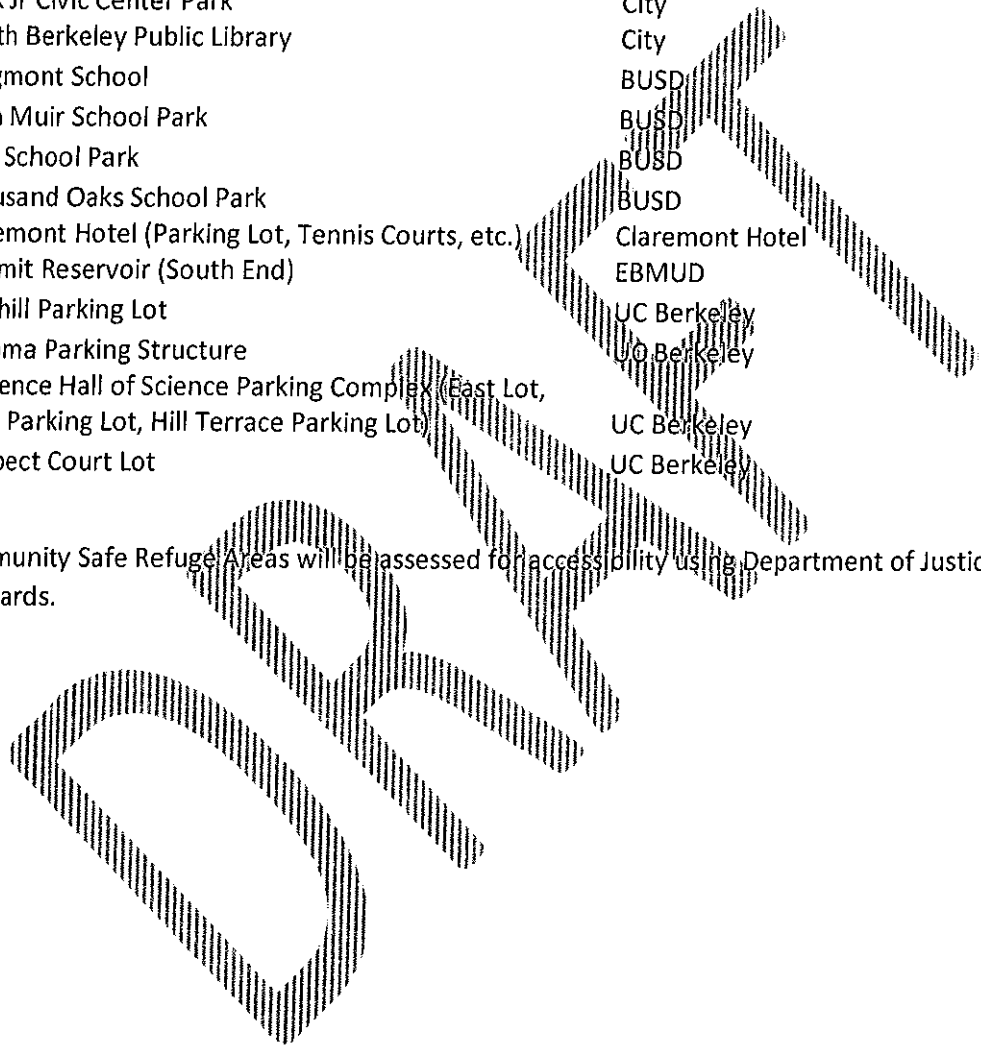 Jr Civic Center Park City
th Berkeley Public Library City
gmont School BUSD
Muir School Park BUSD
School Park BUSD
usand Oaks School Park BUSD
emont Hotel (Parking Lot, Tennis Courts, etc.) Claremont Hotel
mit Reservoir (South End) EBMUD
hill Parking Lot UC Berkeley
ma Parking Structure UC Berkeley
ence Hall of Science Parking Complex (East Lot,
Parking Lot, Hill Terrace Parking Lot) UC Berkeley
pect Court Lot UC Berkeley
munity Safe Refuge Areas will be assessed for accessibility using Department of Justic
ards.
DRAFT